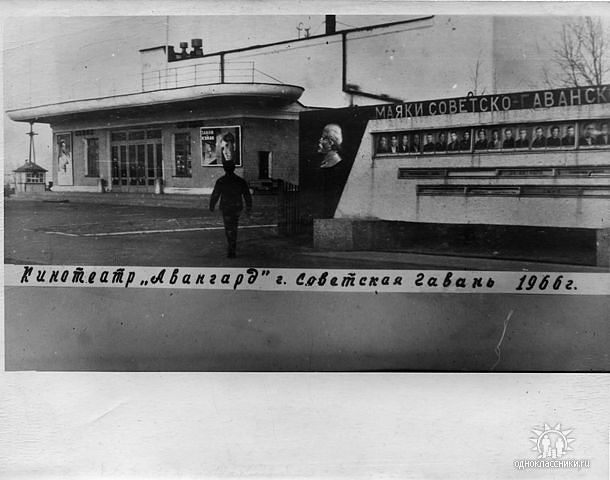 МАЯКИ СОВЕТСКО-ГАВАНСК
Кинотеатр „Авангард" г. Советская Гавань 1966г.
одноклассники.ru